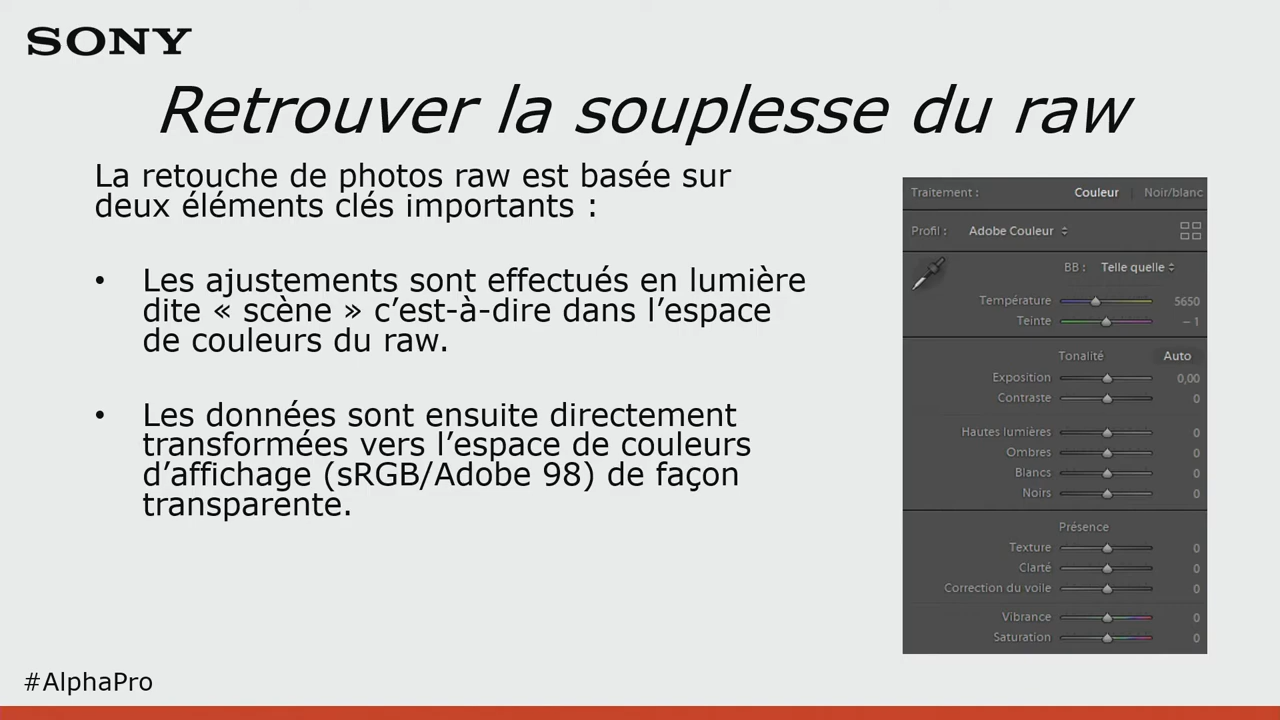 SONY
Retrouver la souplesse du raw
La retouche de photos raw est basée sur
deux éléments clés importants :
• Les ajustements sont effectués en lumière
dite « scène » c’est-à-dire dans l’espace
de couleurs du raw.
• Les données sont ensuite directement
transformées vers l’espace de couleurs
d’affichage (sRGB/Adobe 98) de façon
transparente.
Traitement : Couleur Noir/blanc
Profil : Adobe Couleur
BB : Telle quelle
Température 5650
Teinte – 1
Tonalité Auto
Exposition 0,00
Contraste 0
Hautes lumières 0
Ombres 0
Blancs 0
Noirs 0
Présence
Texture 0
Clarté 0
Correction du voile 0
Vibrance 0
Saturation 0
#AlphaPro